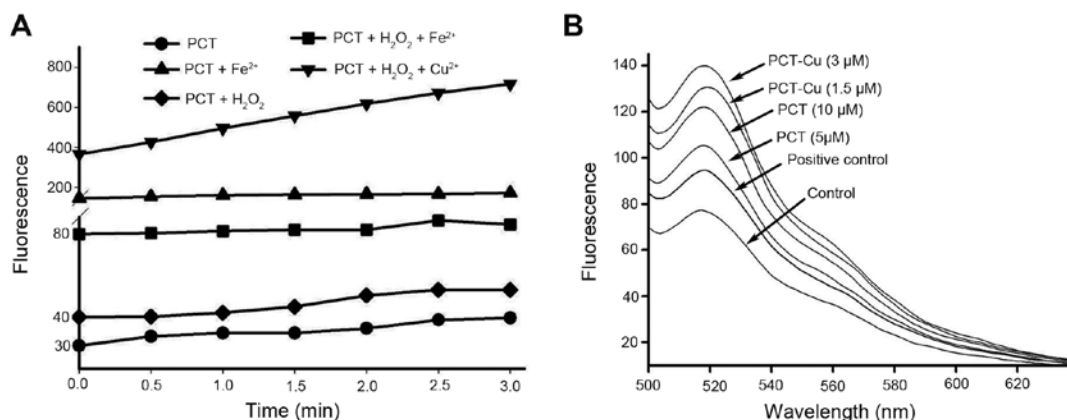 A
PCT
PCT + Fe²⁺
PCT + H₂O₂
PCT + H₂O₂ + Fe²⁺
PCT + H₂O₂ + Cu²⁺
Fluorescence
800
600
400
200
80
40
30
0.0 0.5 1.0 1.5 2.0 2.5 3.0
Time (min)
B
PCT-Cu (3 µM)
PCT-Cu (1.5 µM)
PCT (10 µM)
PCT (5µM)
Positive control
Control
Fluorescence
140
120
100
80
60
40
20
500 520 540 560 580 600 620
Wavelength (nm)